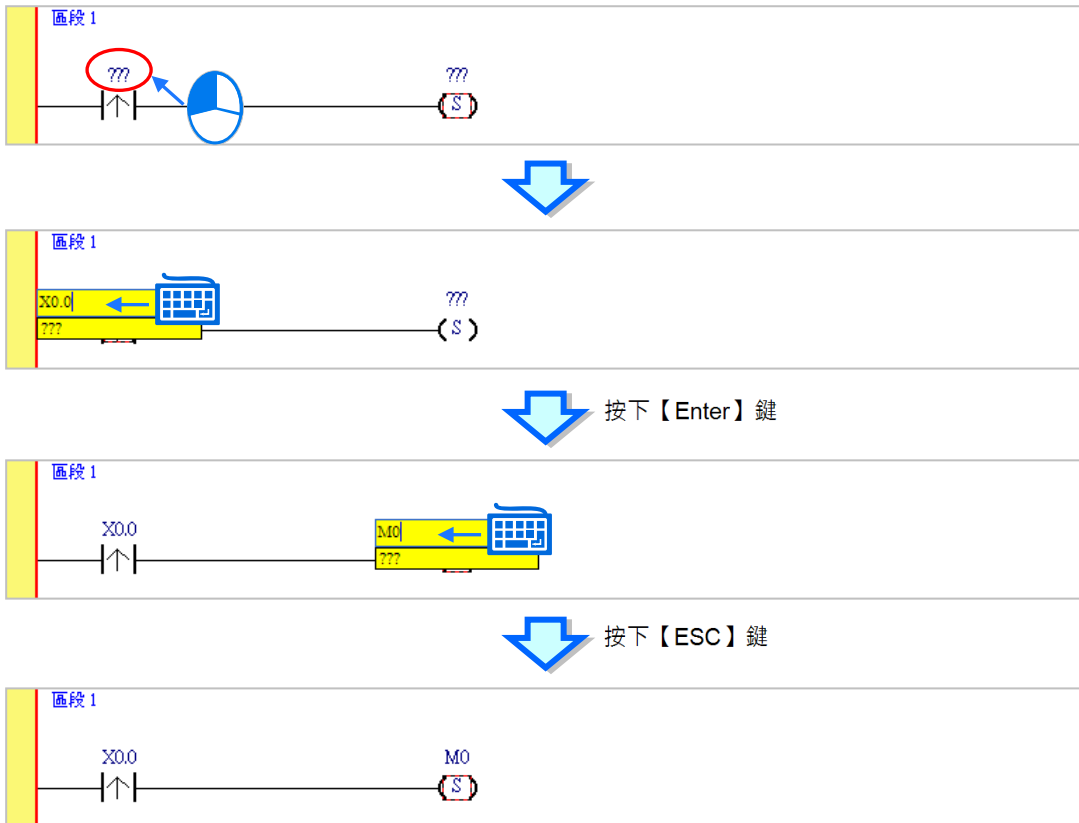 區段 1
??? ???
S
區段 1
X0.0 ???
??? S
按下【Enter】鍵
區段 1
X0.0 M0
???
按下【ESC】鍵
區段 1
X0.0 M0
S